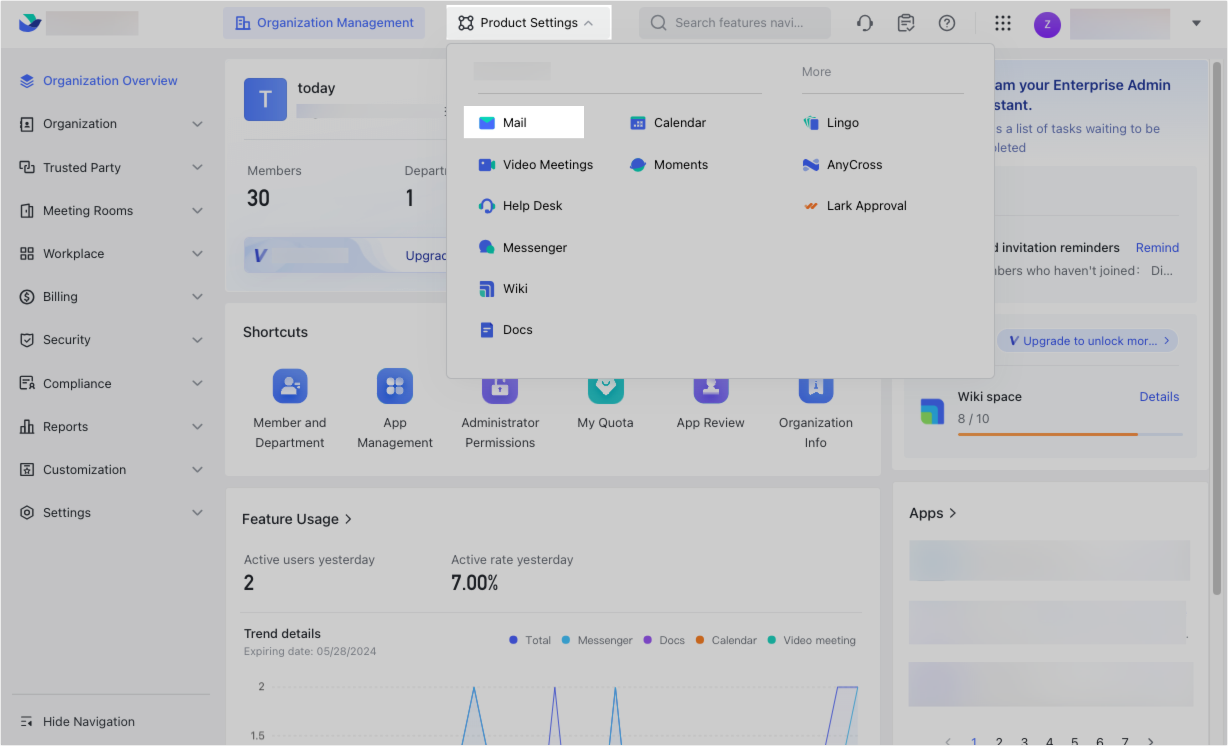 Organization Management
Product Settings
Search features navi...
Z
Organization Overview
Organization
Trusted Party
Meeting Rooms
Workplace
Billing
Security
Compliance
Reports
Customization
Settings
Hide Navigation
T
today
Members
30
Depart
1
Upgrad
More
Mail
Calendar
Lingo
Video Meetings
Moments
AnyCross
Help Desk
Lark Approval
Messenger
Wiki
Docs
am your Enterprise Admin
stant.
s a list of tasks waiting to be
leted
d invitation reminders
Remind
bers who haven't joined: Di...
Upgrade to unlock mor...
Wiki space
Details
8 / 10
Shortcuts
Member and
Department
App
Management
Administrator
Permissions
My Quota
App Review
Organization
Info
Feature Usage
Active users yesterday
2
Active rate yesterday
7.00%
Trend details
Expiring date: 05/28/2024
Total
Messenger
Docs
Calendar
Video meeting
2
1.5
Apps
1 2 3 4 5 6 7